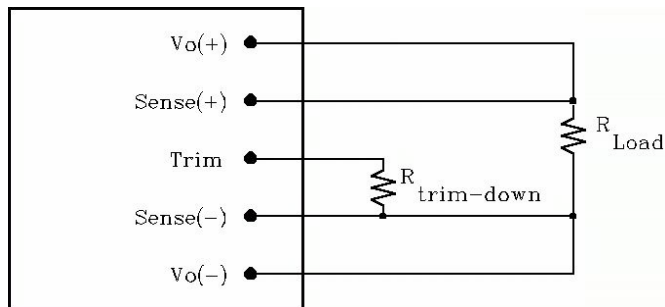 Vo(+)
Sense(+)
Trim
Sense(-)
Vo(-)
R
trim-down
R
Load